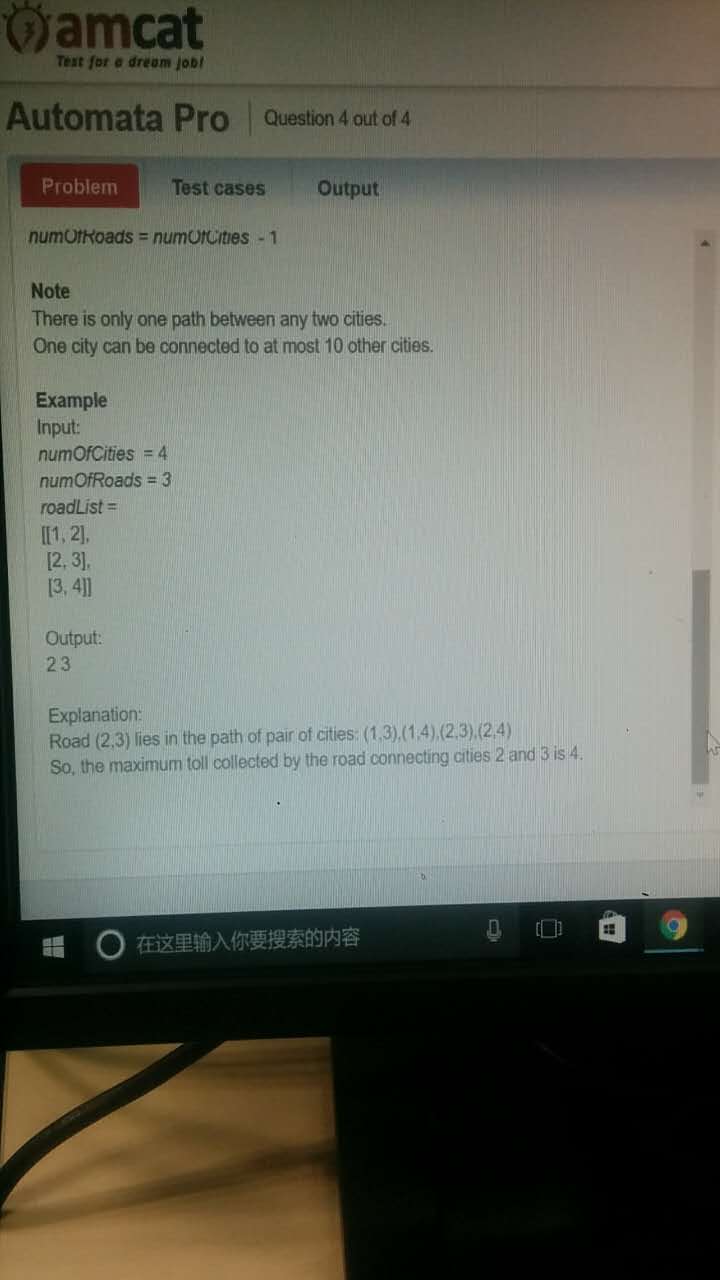 amcat
Test for a dream job!
Automata Pro
Question 4 out of 4
Problem
Test cases
Output
numOfRoads = numOfCities - 1
Note
There is only one path between any two cities.
One city can be connected to at most 10 other cities.
Example
Input:
numOfCities = 4
numOfRoads = 3
roadList =
[[1, 2],
[2, 3],
[3, 4]]
Output:
2 3
Explanation:
Road (2,3) lies in the path of pair of cities: (1,3),(1,4),(2,3),(2,4)
So, the maximum toll collected by the road connecting cities 2 and 3 is 4.
在这里输入你要搜索的内容